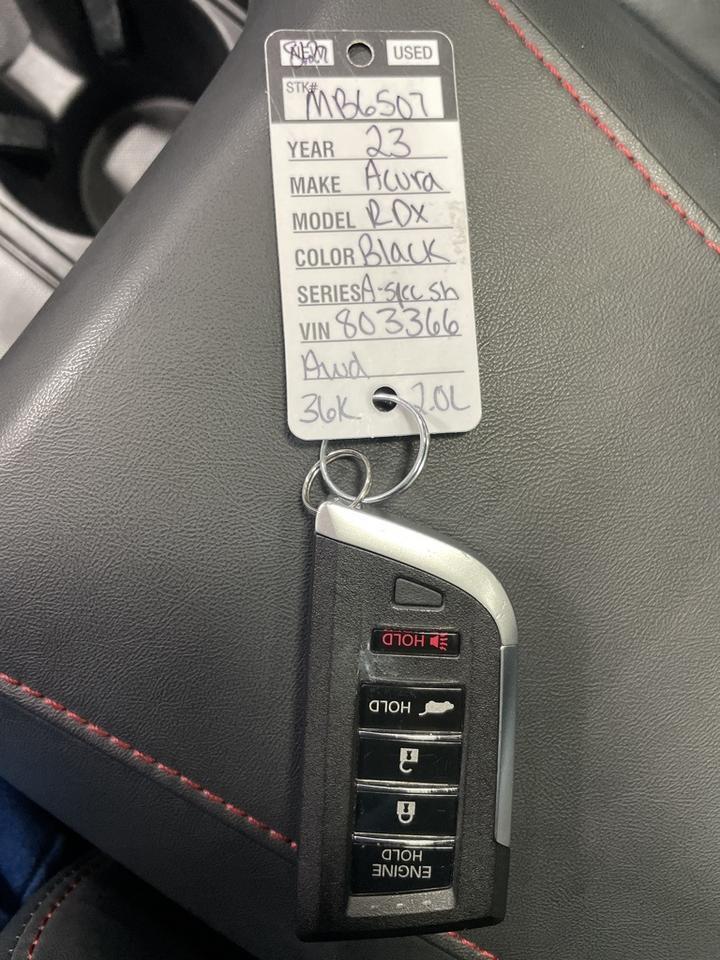 NEW USED
STK# MB6507
YEAR 23
MAKE Acura
MODEL RDX
COLOR Black
SERIES A-spec sh
VIN 803366
Awd
36K 2.0L
HOLD
HOLD
HOLD
ENGINE